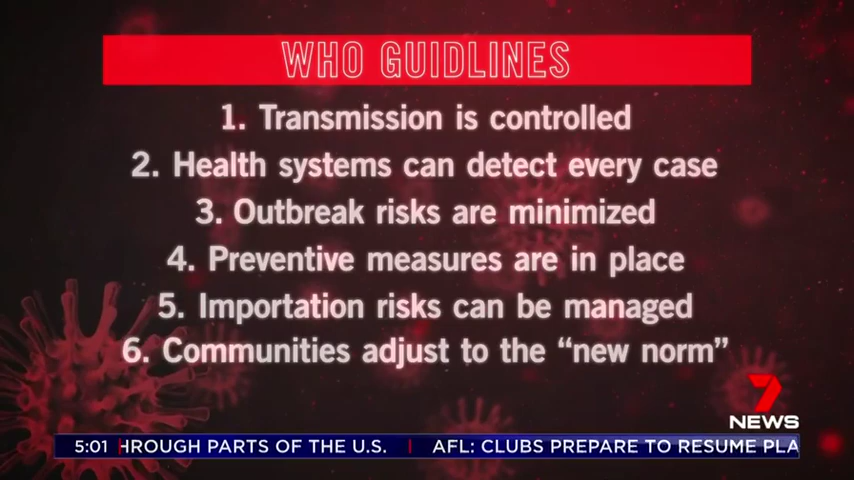 WHO GUIDLINES
1. Transmission is controlled
2. Health systems can detect every case
3. Outbreak risks are minimized
4. Preventive measures are in place
5. Importation risks can be managed
6. Communities adjust to the “new norm”
7
NEWS
5:01 HROUGH PARTS OF THE U.S. | AFL: CLUBS PREPARE TO RESUME PLA